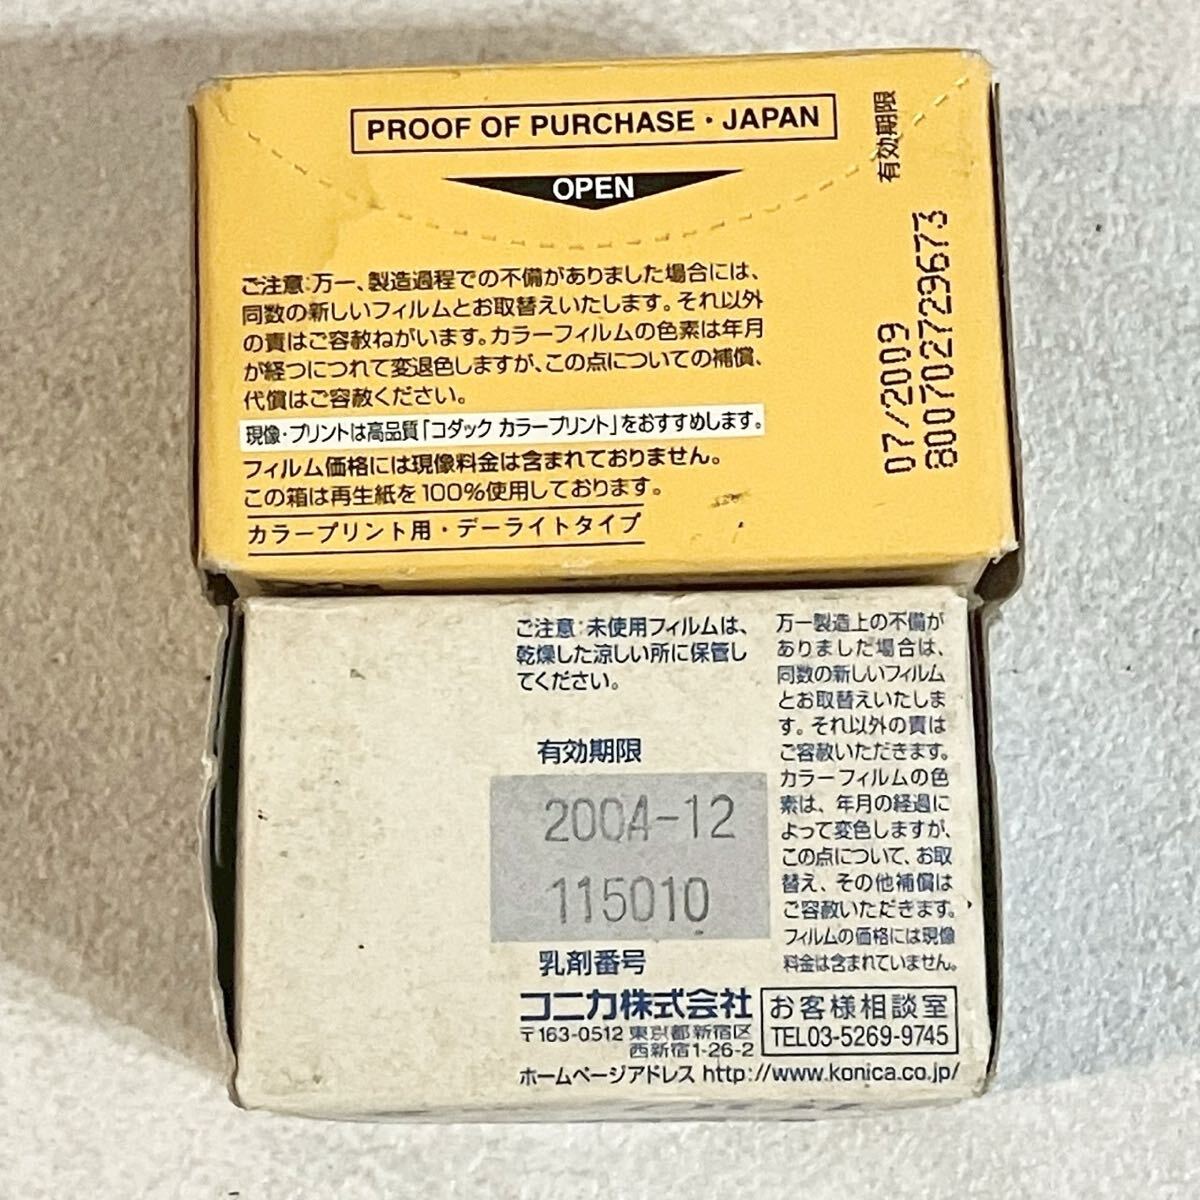 PROOF OF PURCHASE・JAPAN
OPEN
ご注意:万一、製造過程での不備がありました場合には、
同数の新しいフィルムとお取替えいたします。それ以外
の責はご容赦ねがいます。カラーフィルムの色素は年月
が経つにつれて変退色しますが、この点についての補償、
代償はご容赦ください。
現像・プリントは高品質「コダック カラープリント」をおすすめします。
フィルム価格には現像料金は含まれておりません。
この箱は再生紙を100%使用しております。
カラープリント用・デーライトタイプ
有効期限
07/2009
800702729673
ご注意:未使用フィルムは、
乾燥した涼しい所に保管し
てください。
有効期限
2004-12
115010
乳剤番号
万一製造上の不備が
ありました場合は、
同数の新しいフィルム
とお取替えいたしま
す。それ以外の責は
ご容赦いただきます。
カラーフィルムの色
素は、年月の経過に
よって変色しますが、
この点について、お取
替え、その他補償は
ご容赦いただきます。
フィルムの価格には現像
料金は含まれていません。
コニカ株式会社
〒163-0512 東京都新宿区
西新宿1-26-2
お客様相談室
TEL03-5269-9745
ホームページアドレス http://www.konica.co.jp/